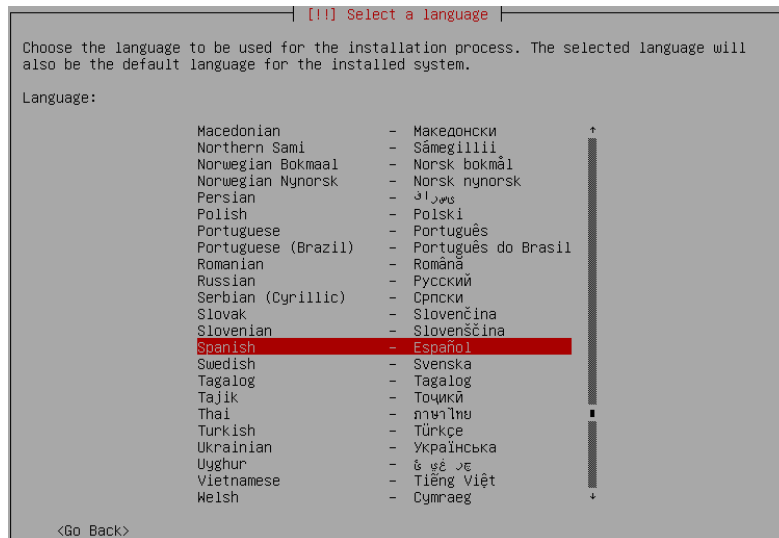 [!!] Select a language
Choose the language to be used for the installation process. The selected language will
also be the default language for the installed system.
Language:
Macedonian - Македонски
Northern Sami - Sámegillii
Norwegian Bokmaal - Norsk bokmål
Norwegian Nynorsk - Norsk nynorsk
Persian -
Polish - Polski
Portuguese - Português
Portuguese (Brazil) - Português do Brasil
Romanian - Română
Russian - Русский
Serbian (Cyrillic) - Српски
Slovak - Slovenčina
Slovenian - Slovenščina
Spanish - Español
Swedish - Svenska
Tagalog - Tagalog
Tajik - Тоҷикӣ
Thai - ภาษาไทย
Turkish - Türkçe
Ukrainian - Українська
Uyghur -
Vietnamese - Tiếng Việt
Welsh - Cymraeg
<Go Back>